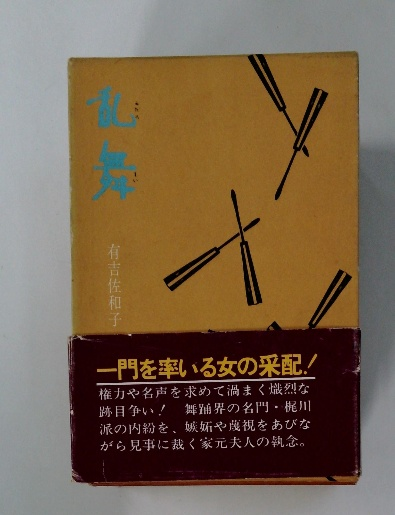 乱舞
有吉佐和子
一門を率いる女の采配!
権力や名声を求めて渦まく熾烈な
跡目争い! 舞踊界の名門・梶川
派の内紛を、嫉妬や蔑視をあびな
がら見事に裁く家元夫人の執念。